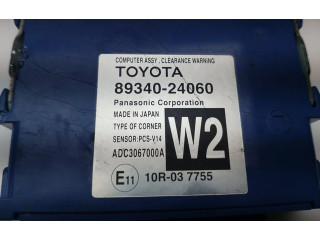 COMPUTER ASSY, CLEARANCE WARNING
TOYOTA
89340-24060
Panasonic Corporation
MADE IN JAPAN
TYPE OF CORNER
SENSOR:PCS-V14
ADC3067000A
W2
E11 10R-03 7755